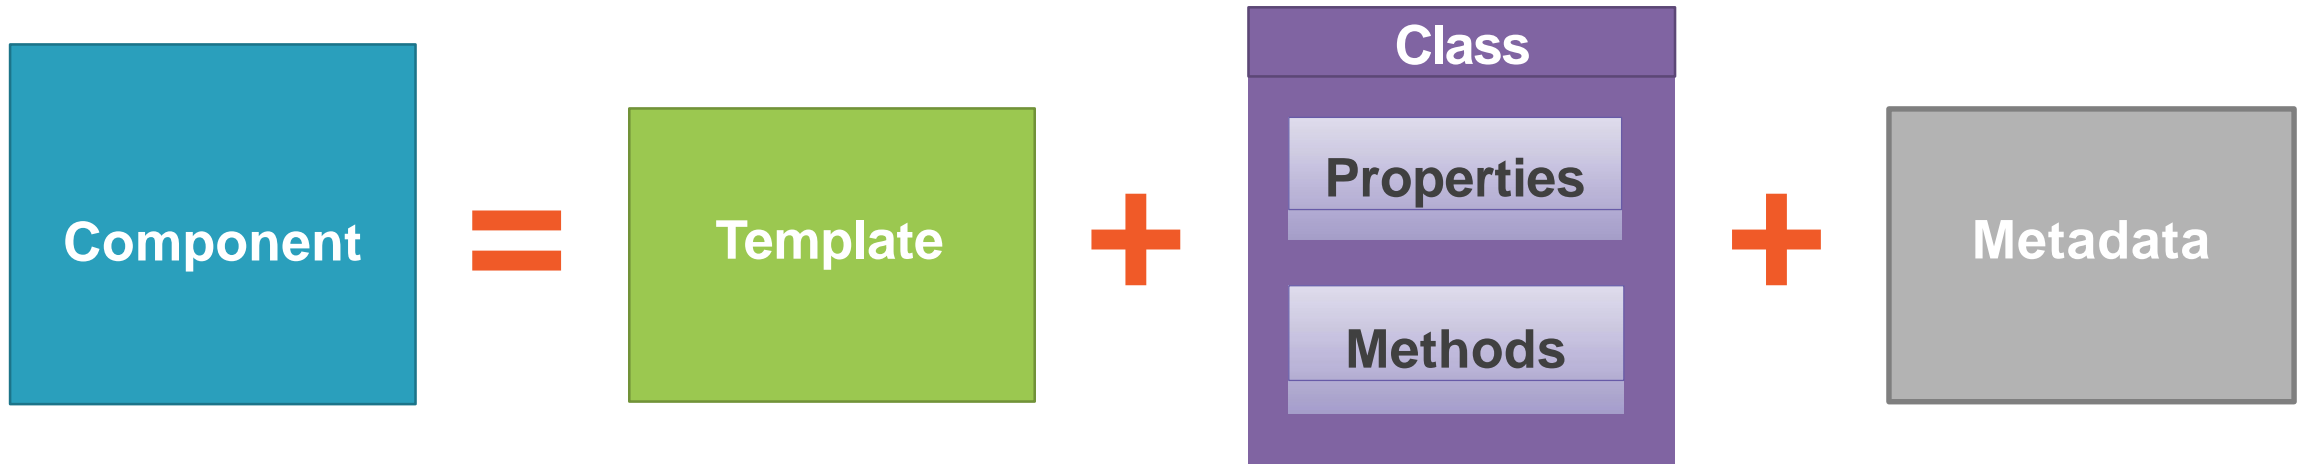 Component
=
Template
+
Class
Properties
Methods
+
Metadata